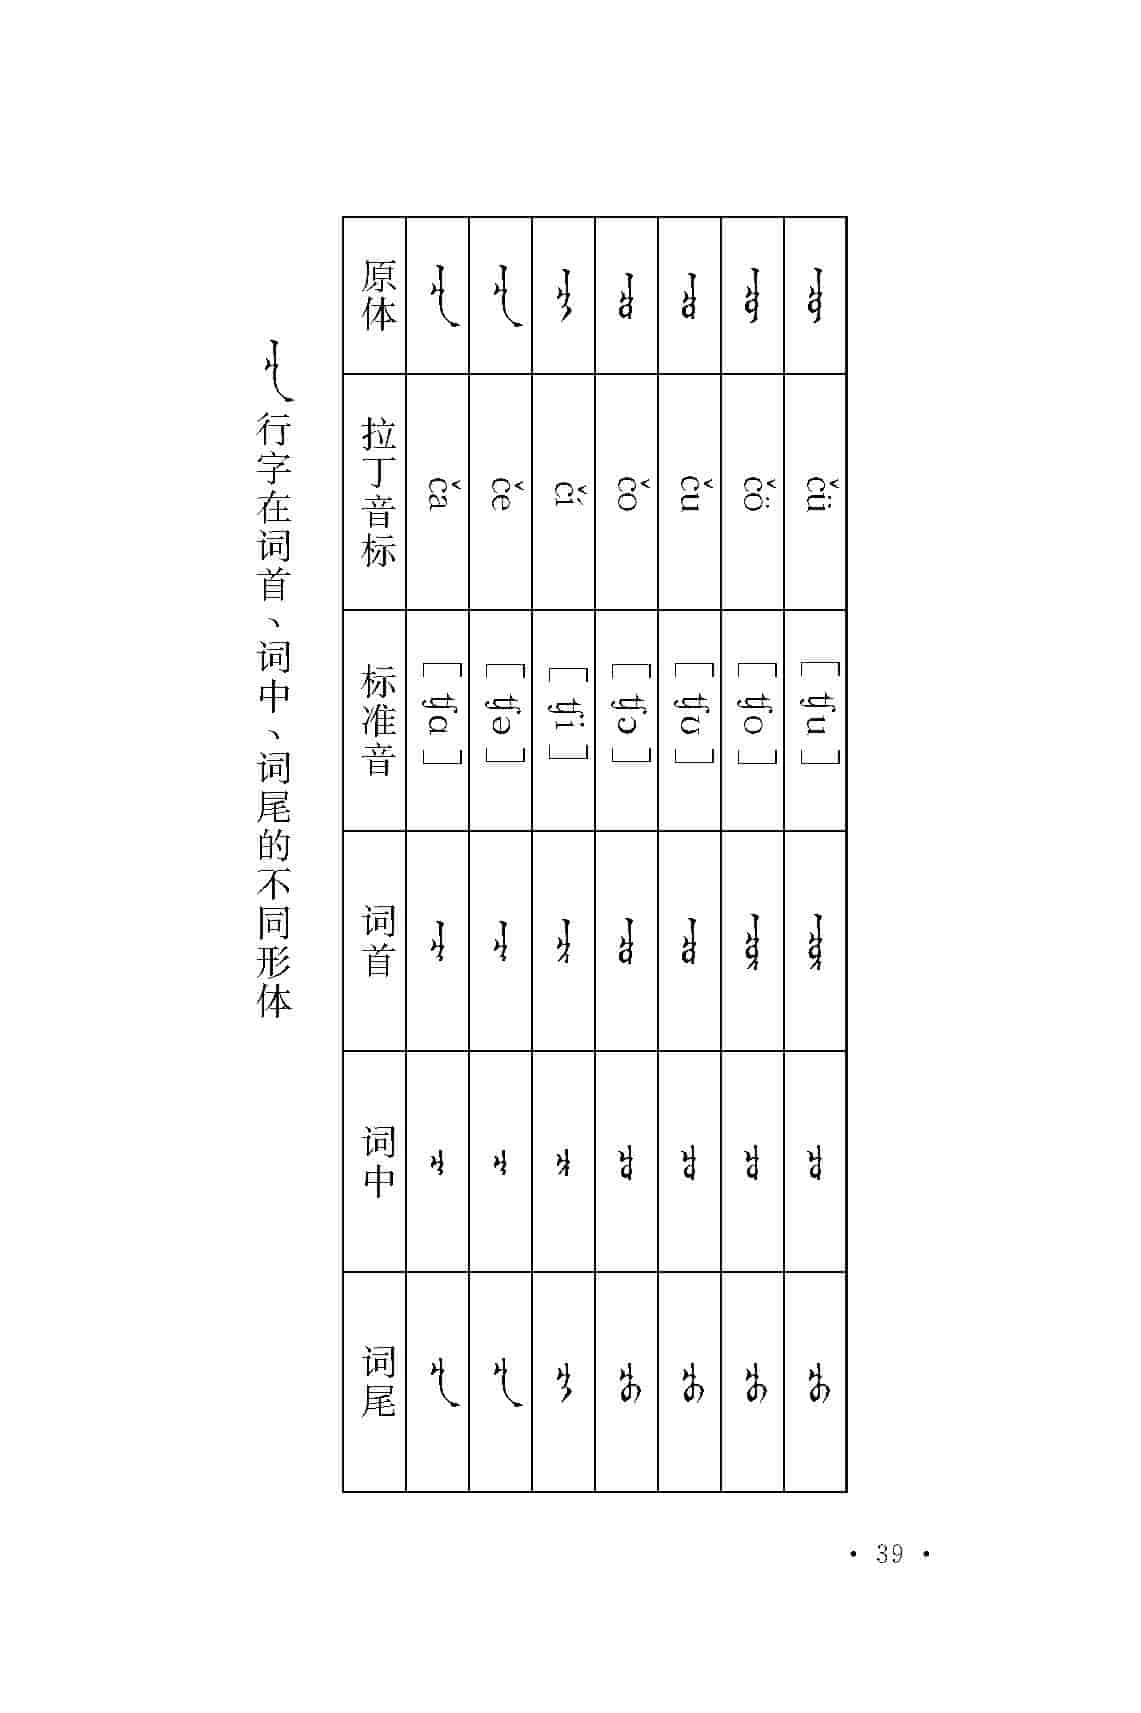 ᠴᠠ 行字在词首、词中、词尾的不同形体
原体 ᠴᠠ ᠴᠡ ᠴᠢ ᠴᠣ ᠴᠤ ᠴᠥ ᠴᠦ
拉丁音标 ča če či čo ču čö čü
标准音 [ʧɑ] [ʧə] [ʧi] [ʧɔ] [ʧʊ] [ʧo] [ʧu]
词首 ᠴᠠ‍ ᠴᠡ‍ ᠴᠢ‍ ᠴᠣ‍ ᠴᠤ‍ ᠴᠥ‍ ᠴᠦ‍
词中 ‍ᠴᠠ‍ ‍ᠴᠡ‍ ‍ᠴᠢ‍ ‍ᠴᠣ‍ ‍ᠴᠤ‍ ‍ᠴᠥ‍ ‍ᠴᠦ‍
词尾 ‍ᠴᠠ ‍ᠴᠡ ‍ᠴᠢ ‍ᠴᠣ ‍ᠴᠤ ‍ᠴᠥ ‍ᠴᠦ
· 39 ·